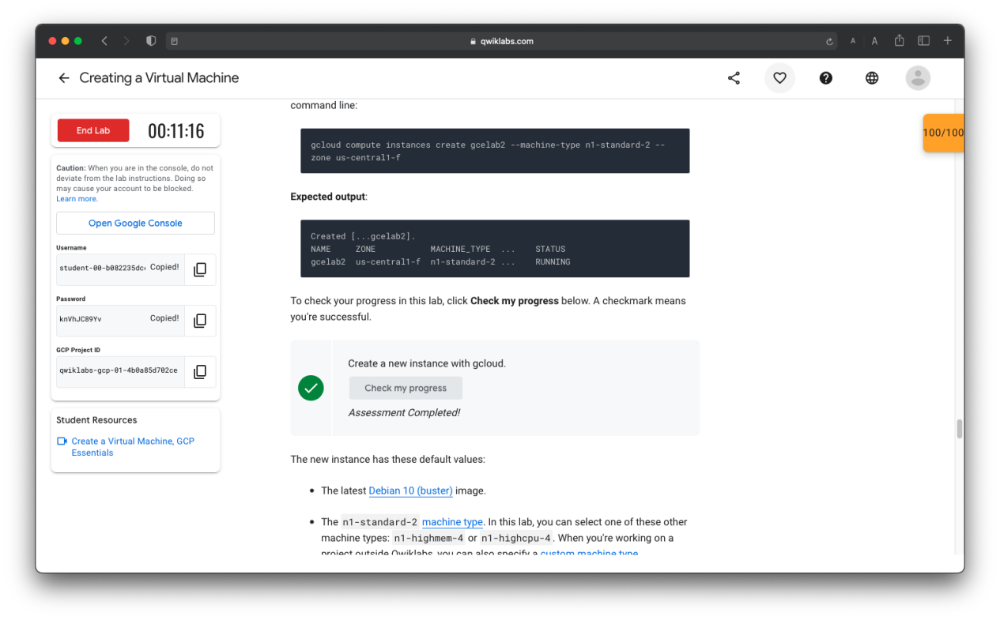 qwiklabs.com
A
A
Creating a Virtual Machine
End Lab
00:11:16
Caution: When you are in the console, do not
deviate from the lab instructions. Doing so
may cause your account to be blocked.
Learn more.
Open Google Console
Username
student-00-b082235dc Copied!
Password
knVhJC89Yv Copied!
GCP Project ID
qwiklabs-gcp-01-4b0a85d702ce
Student Resources
Create a Virtual Machine, GCP
Essentials
command line:
gcloud compute instances create gcelab2 --machine-type n1-standard-2 --
zone us-central1-f
Expected output:
Created [...gcelab2].
NAME ZONE MACHINE_TYPE ... STATUS
gcelab2 us-central1-f n1-standard-2 ... RUNNING
To check your progress in this lab, click Check my progress below. A checkmark means
you're successful.
Create a new instance with gcloud.
Check my progress
Assessment Completed!
The new instance has these default values:
• The latest Debian 10 (buster) image.
• The n1-standard-2 machine type. In this lab, you can select one of these other
machine types: n1-highmem-4 or n1-highcpu-4. When you're working on a
project outside Qwiklabs, you can also specify a custom machine type
100/100